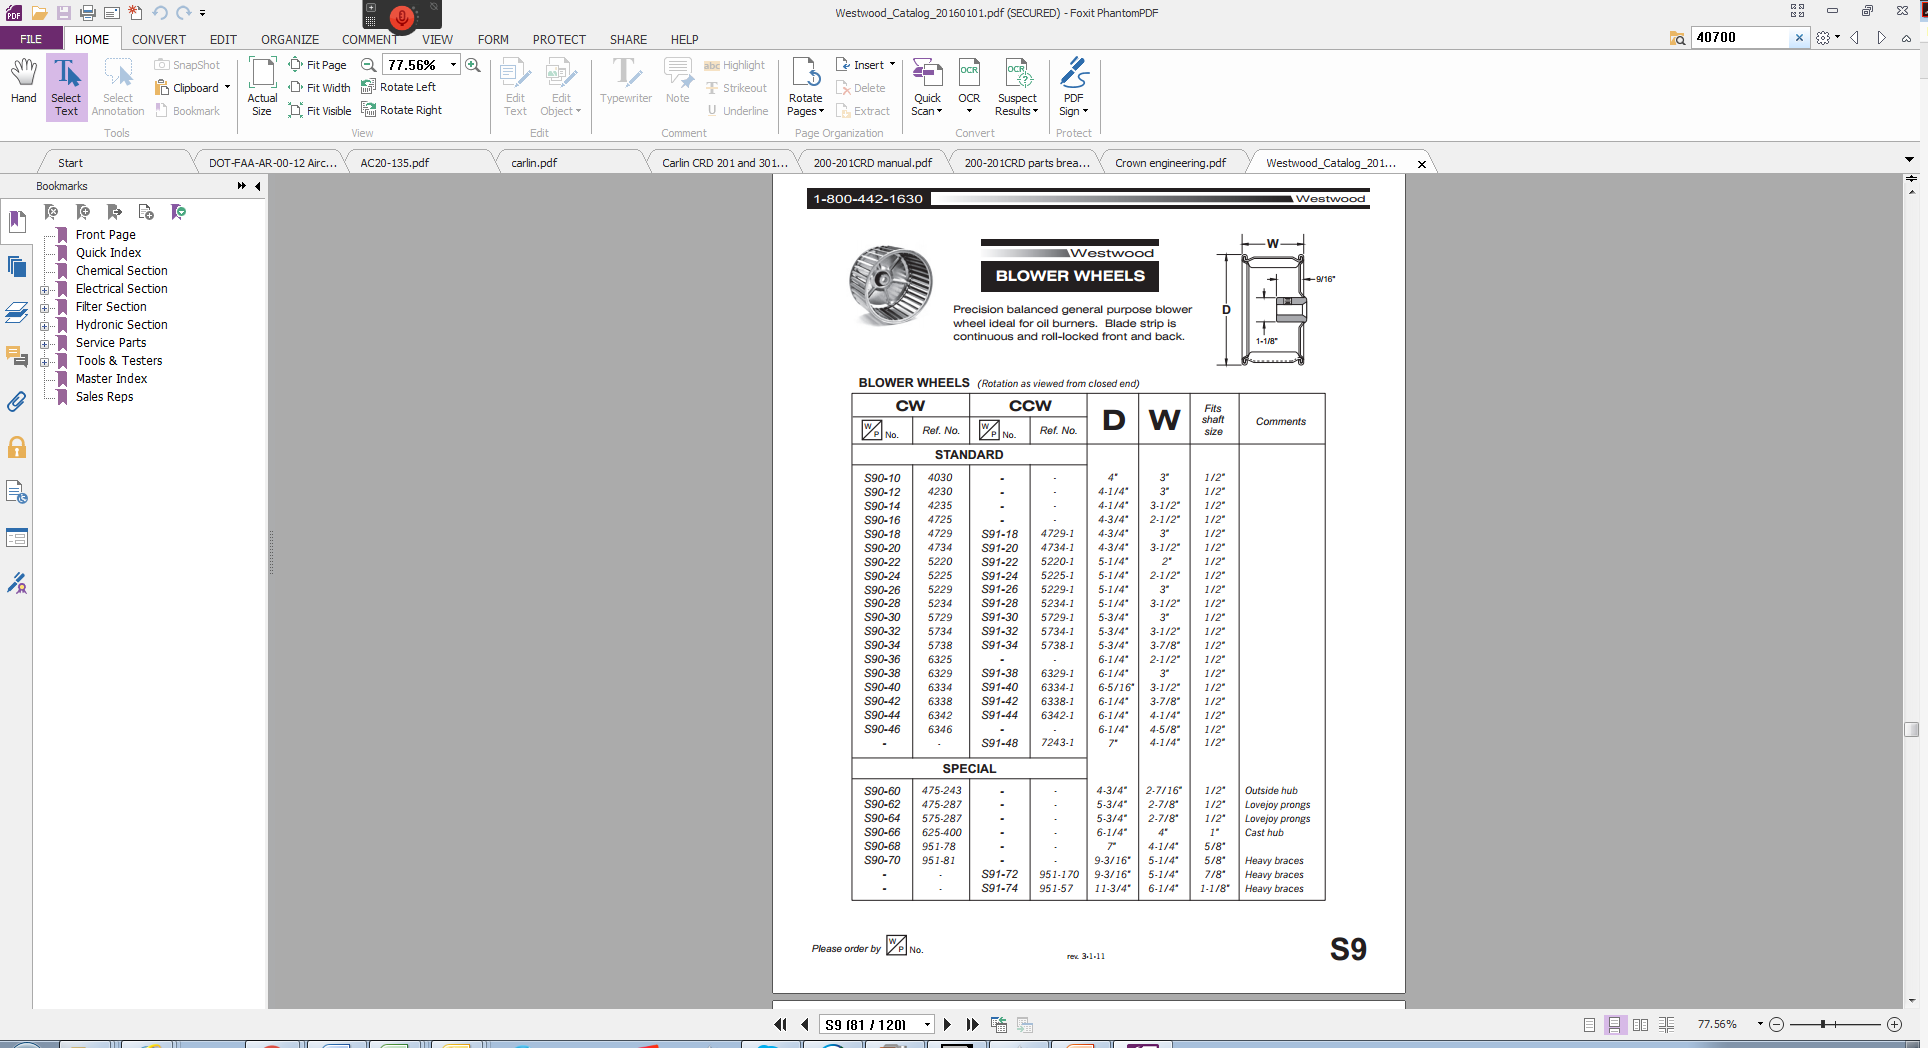 Westwood_Catalog_20160101.pdf (SECURED) - Foxit PhantomPDF
FILE HOME CONVERT EDIT ORGANIZE COMMENT VIEW FORM PROTECT SHARE HELP 40700
Hand Select Text Select Annotation SnapShot Clipboard Bookmark Tools
Actual Size Fit Page Fit Width Fit Visible 77.56% Rotate Left Rotate Right View
Edit Text Edit Object Edit
Typewriter Note Highlight Strikeout Underline Comment
Rotate Pages Insert Delete Extract Page Organization
Quick Scan OCR Suspect Results Convert
PDF Sign Protect
Start DOT-FAA-AR-00-12 Airc... AC20-135.pdf carlin.pdf Carlin CRD 201 and 301... 200-201CRD manual.pdf 200-201CRD parts brea... Crown engineering.pdf Westwood_Catalog_201...
Bookmarks
Front Page
Quick Index
Chemical Section
Electrical Section
Filter Section
Hydronic Section
Service Parts
Tools & Testers
Master Index
Sales Reps
1-800-442-1630 Westwood
Westwood
BLOWER WHEELS
Precision balanced general purpose blower
wheel ideal for oil burners. Blade strip is
continuous and roll-locked front and back.
W
9/16"
D
1-1/8"
BLOWER WHEELS (Rotation as viewed from closed end)
CW CCW D W Fits shaft size Comments
W/P No. Ref. No. W/P No. Ref. No.
STANDARD
S90-10 4030 - - 4" 3" 1/2"
S90-12 4230 - - 4-1/4" 3" 1/2"
S90-14 4235 - - 4-1/4" 3-1/2" 1/2"
S90-16 4725 - - 4-3/4" 2-1/2" 1/2"
S90-18 4729 S91-18 4729-1 4-3/4" 3" 1/2"
S90-20 4734 S91-20 4734-1 4-3/4" 3-1/2" 1/2"
S90-22 5220 S91-22 5220-1 5-1/4" 2" 1/2"
S90-24 5225 S91-24 5225-1 5-1/4" 2-1/2" 1/2"
S90-26 5229 S91-26 5229-1 5-1/4" 3" 1/2"
S90-28 5234 S91-28 5234-1 5-1/4" 3-1/2" 1/2"
S90-30 5729 S91-30 5729-1 5-3/4" 3" 1/2"
S90-32 5734 S91-32 5734-1 5-3/4" 3-1/2" 1/2"
S90-34 5738 S91-34 5738-1 5-3/4" 3-7/8" 1/2"
S90-36 6325 - - 6-1/4" 2-1/2" 1/2"
S90-38 6329 S91-38 6329-1 6-1/4" 3" 1/2"
S90-40 6334 S91-40 6334-1 6-5/16" 3-1/2" 1/2"
S90-42 6338 S91-42 6338-1 6-1/4" 3-7/8" 1/2"
S90-44 6342 S91-44 6342-1 6-1/4" 4-1/4" 1/2"
S90-46 6346 - - 6-1/4" 4-5/8" 1/2"
- - S91-48 7243-1 7" 4-1/4" 1/2"
SPECIAL
S90-60 475-243 - - 4-3/4" 2-7/16" 1/2" Outside hub
S90-62 475-287 - - 5-3/4" 2-7/8" 1/2" Lovejoy prongs
S90-64 575-287 - - 5-3/4" 2-7/8" 1/2" Lovejoy prongs
S90-66 625-400 - - 6-1/4" 4" 1" Cast hub
S90-68 951-78 - - 7" 4-1/4" 5/8"
S90-70 951-81 - - 9-3/16" 5-1/4" 5/8" Heavy braces
- - S91-72 951-170 9-3/16" 5-1/4" 7/8" Heavy braces
- - S91-74 951-57 11-3/4" 6-1/4" 1-1/8" Heavy braces
Please order by W/P No. rev. 3-1-11 S9
S9 (81 / 120) 77.56%